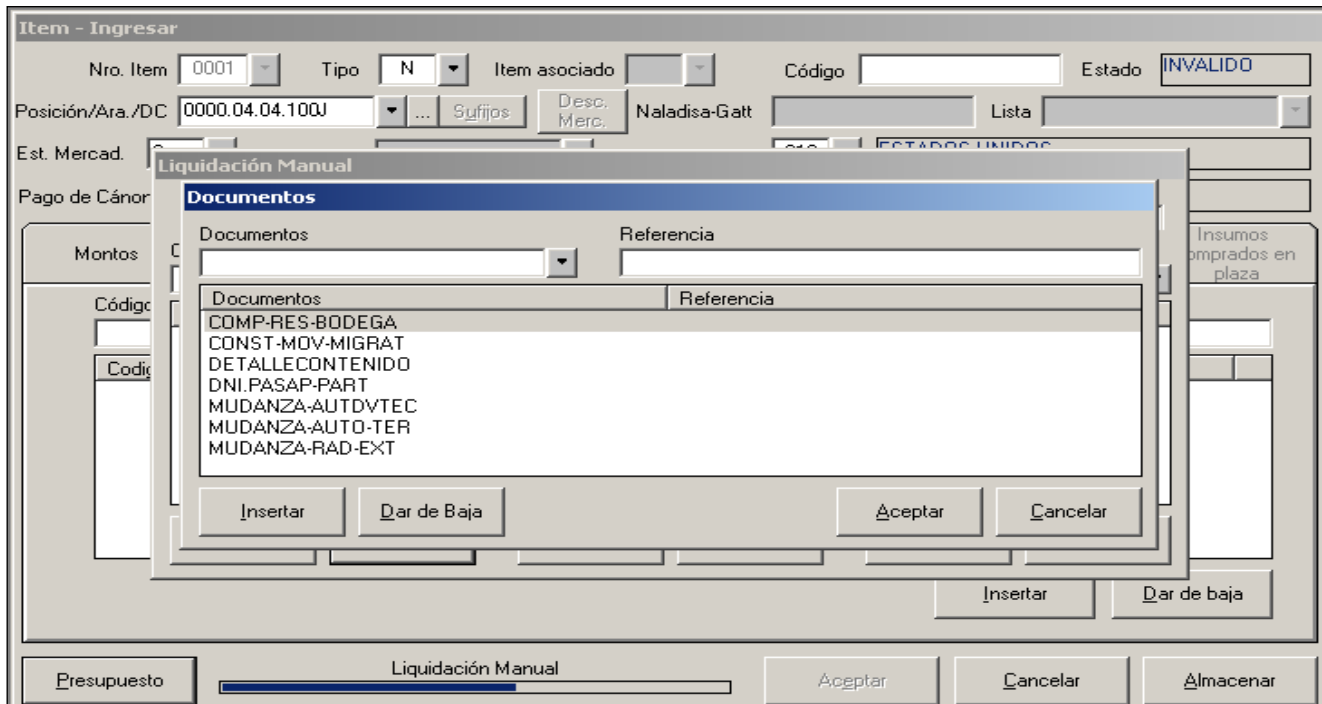 Item - Ingresar
Nro. Item 0001 Tipo N Item asociado Código Estado INVALIDO
Posición/Ara./DC 0000.04.04.100J ... Sufijos Desc. Merc. Naladisa-Gatt Lista
Est. Mercad. ESTADOS UNIDOS
Liquidación Manual
Pago de Cánon
Documentos
Documentos Referencia
Montos
Insumos
comprados en
plaza
Documentos Referencia
Código
COMP-RES-BODEGA
CONST-MOV-MIGRAT
DETALLECONTENIDO
Codig
DNI.PASAP-PART
MUDANZA-AUTDVTEC
MUDANZA-AUTO-TER
MUDANZA-RAD-EXT
Insertar Dar de Baja Aceptar Cancelar
Insertar Dar de baja
Presupuesto Liquidación Manual Aceptar Cancelar Almacenar